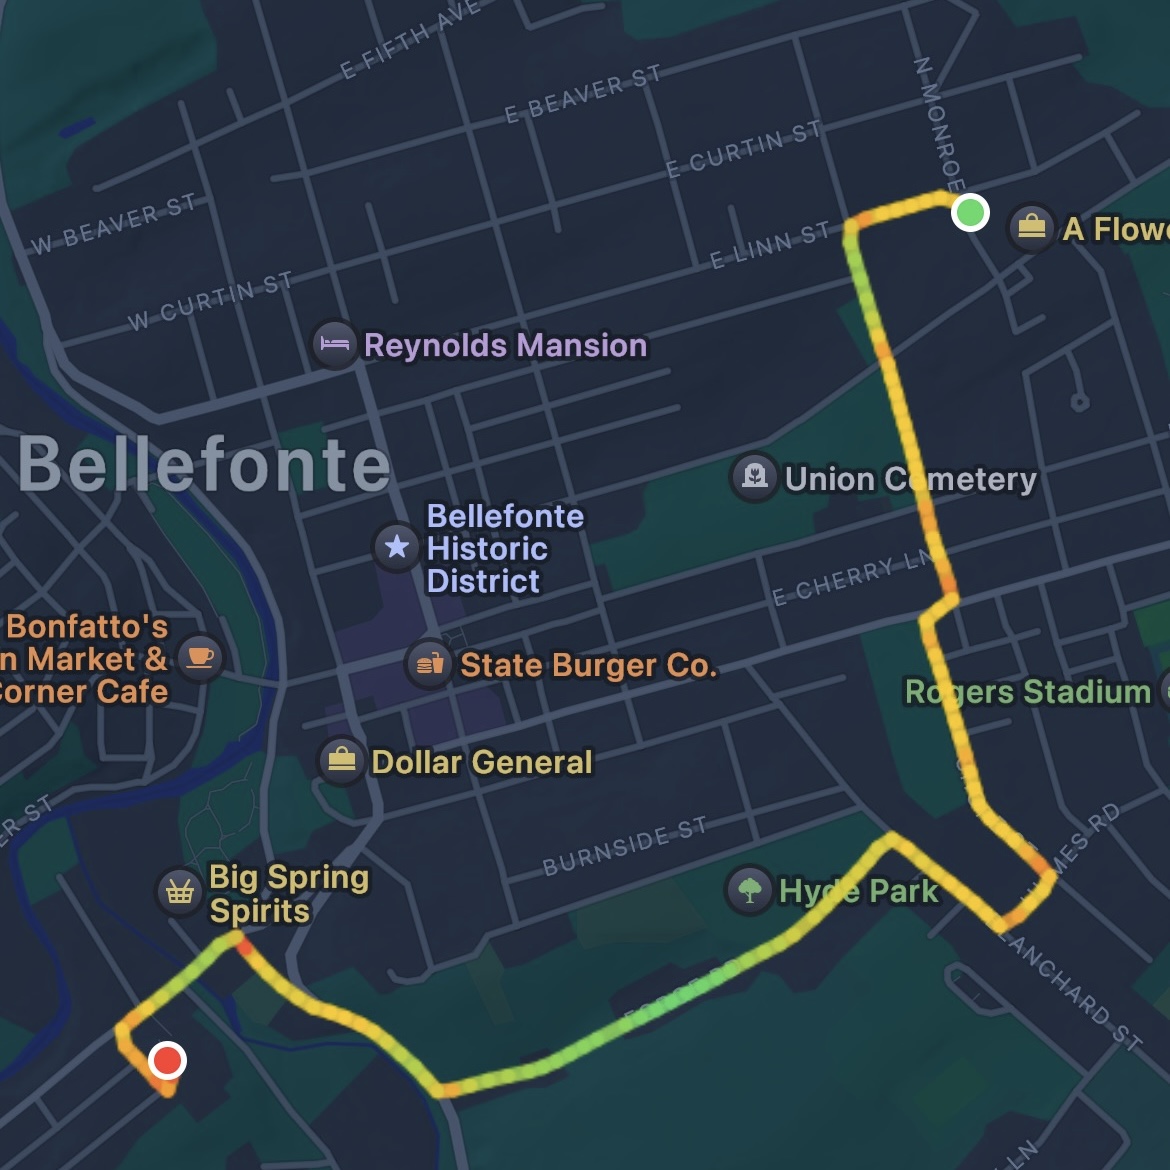 E FIFTH AVE
E BEAVER ST
N MONROE
E CURTIN ST
W BEAVER ST
E LINN ST
A Flowe
W CURTIN ST
Reynolds Mansion
Bellefonte
Union Cemetery
Bellefonte
Historic
District
E CHERRY LN
Bonfatto's
n Market &
Corner Cafe
State Burger Co.
Rogers Stadium
Dollar General
ER ST
BURNSIDE ST
MES RD
Big Spring
Spirits
Hyde Park
LANCHARD ST
LN